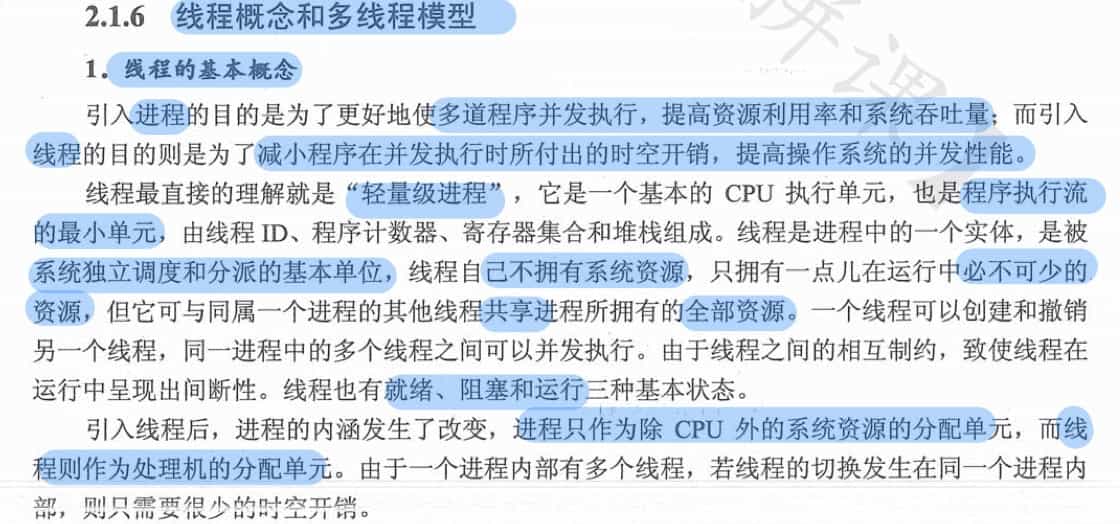 2.1.6 线程概念和多线程模型
1. 线程的基本概念
引入进程的目的是为了更好地使多道程序并发执行，提高资源利用率和系统吞吐量；而引入
线程的目的则是为了减小程序在并发执行时所付出的时空开销，提高操作系统的并发性能。
线程最直接的理解就是“轻量级进程”，它是一个基本的 CPU 执行单元，也是程序执行流
的最小单元，由线程 ID、程序计数器、寄存器集合和堆栈组成。线程是进程中的一个实体，是被
系统独立调度和分派的基本单位，线程自己不拥有系统资源，只拥有一点儿在运行中必不可少的
资源，但它可与同属一个进程的其他线程共享进程所拥有的全部资源。一个线程可以创建和撤销
另一个线程，同一进程中的多个线程之间可以并发执行。由于线程之间的相互制约，致使线程在
运行中呈现出间断性。线程也有就绪、阻塞和运行三种基本状态。
引入线程后，进程的内涵发生了改变，进程只作为除 CPU 外的系统资源的分配单元，而线
程则作为处理机的分配单元。由于一个进程内部有多个线程，若线程的切换发生在同一个进程内
部，则只需要很少的时空开销。